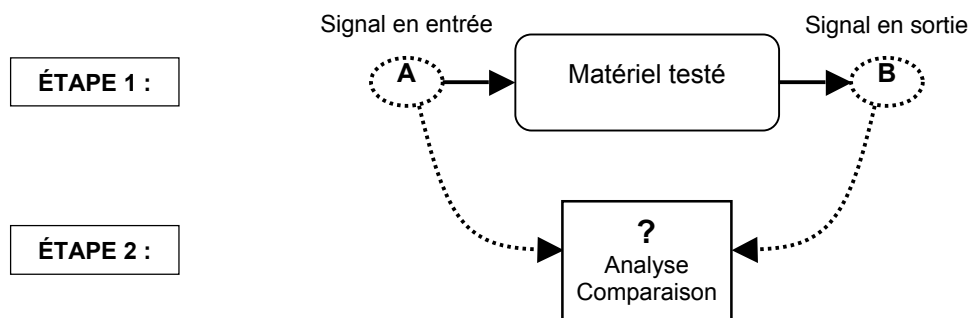 Signal en entrée
Signal en sortie
ÉTAPE 1 :
A
Matériel testé
B
ÉTAPE 2 :
?
Analyse
Comparaison